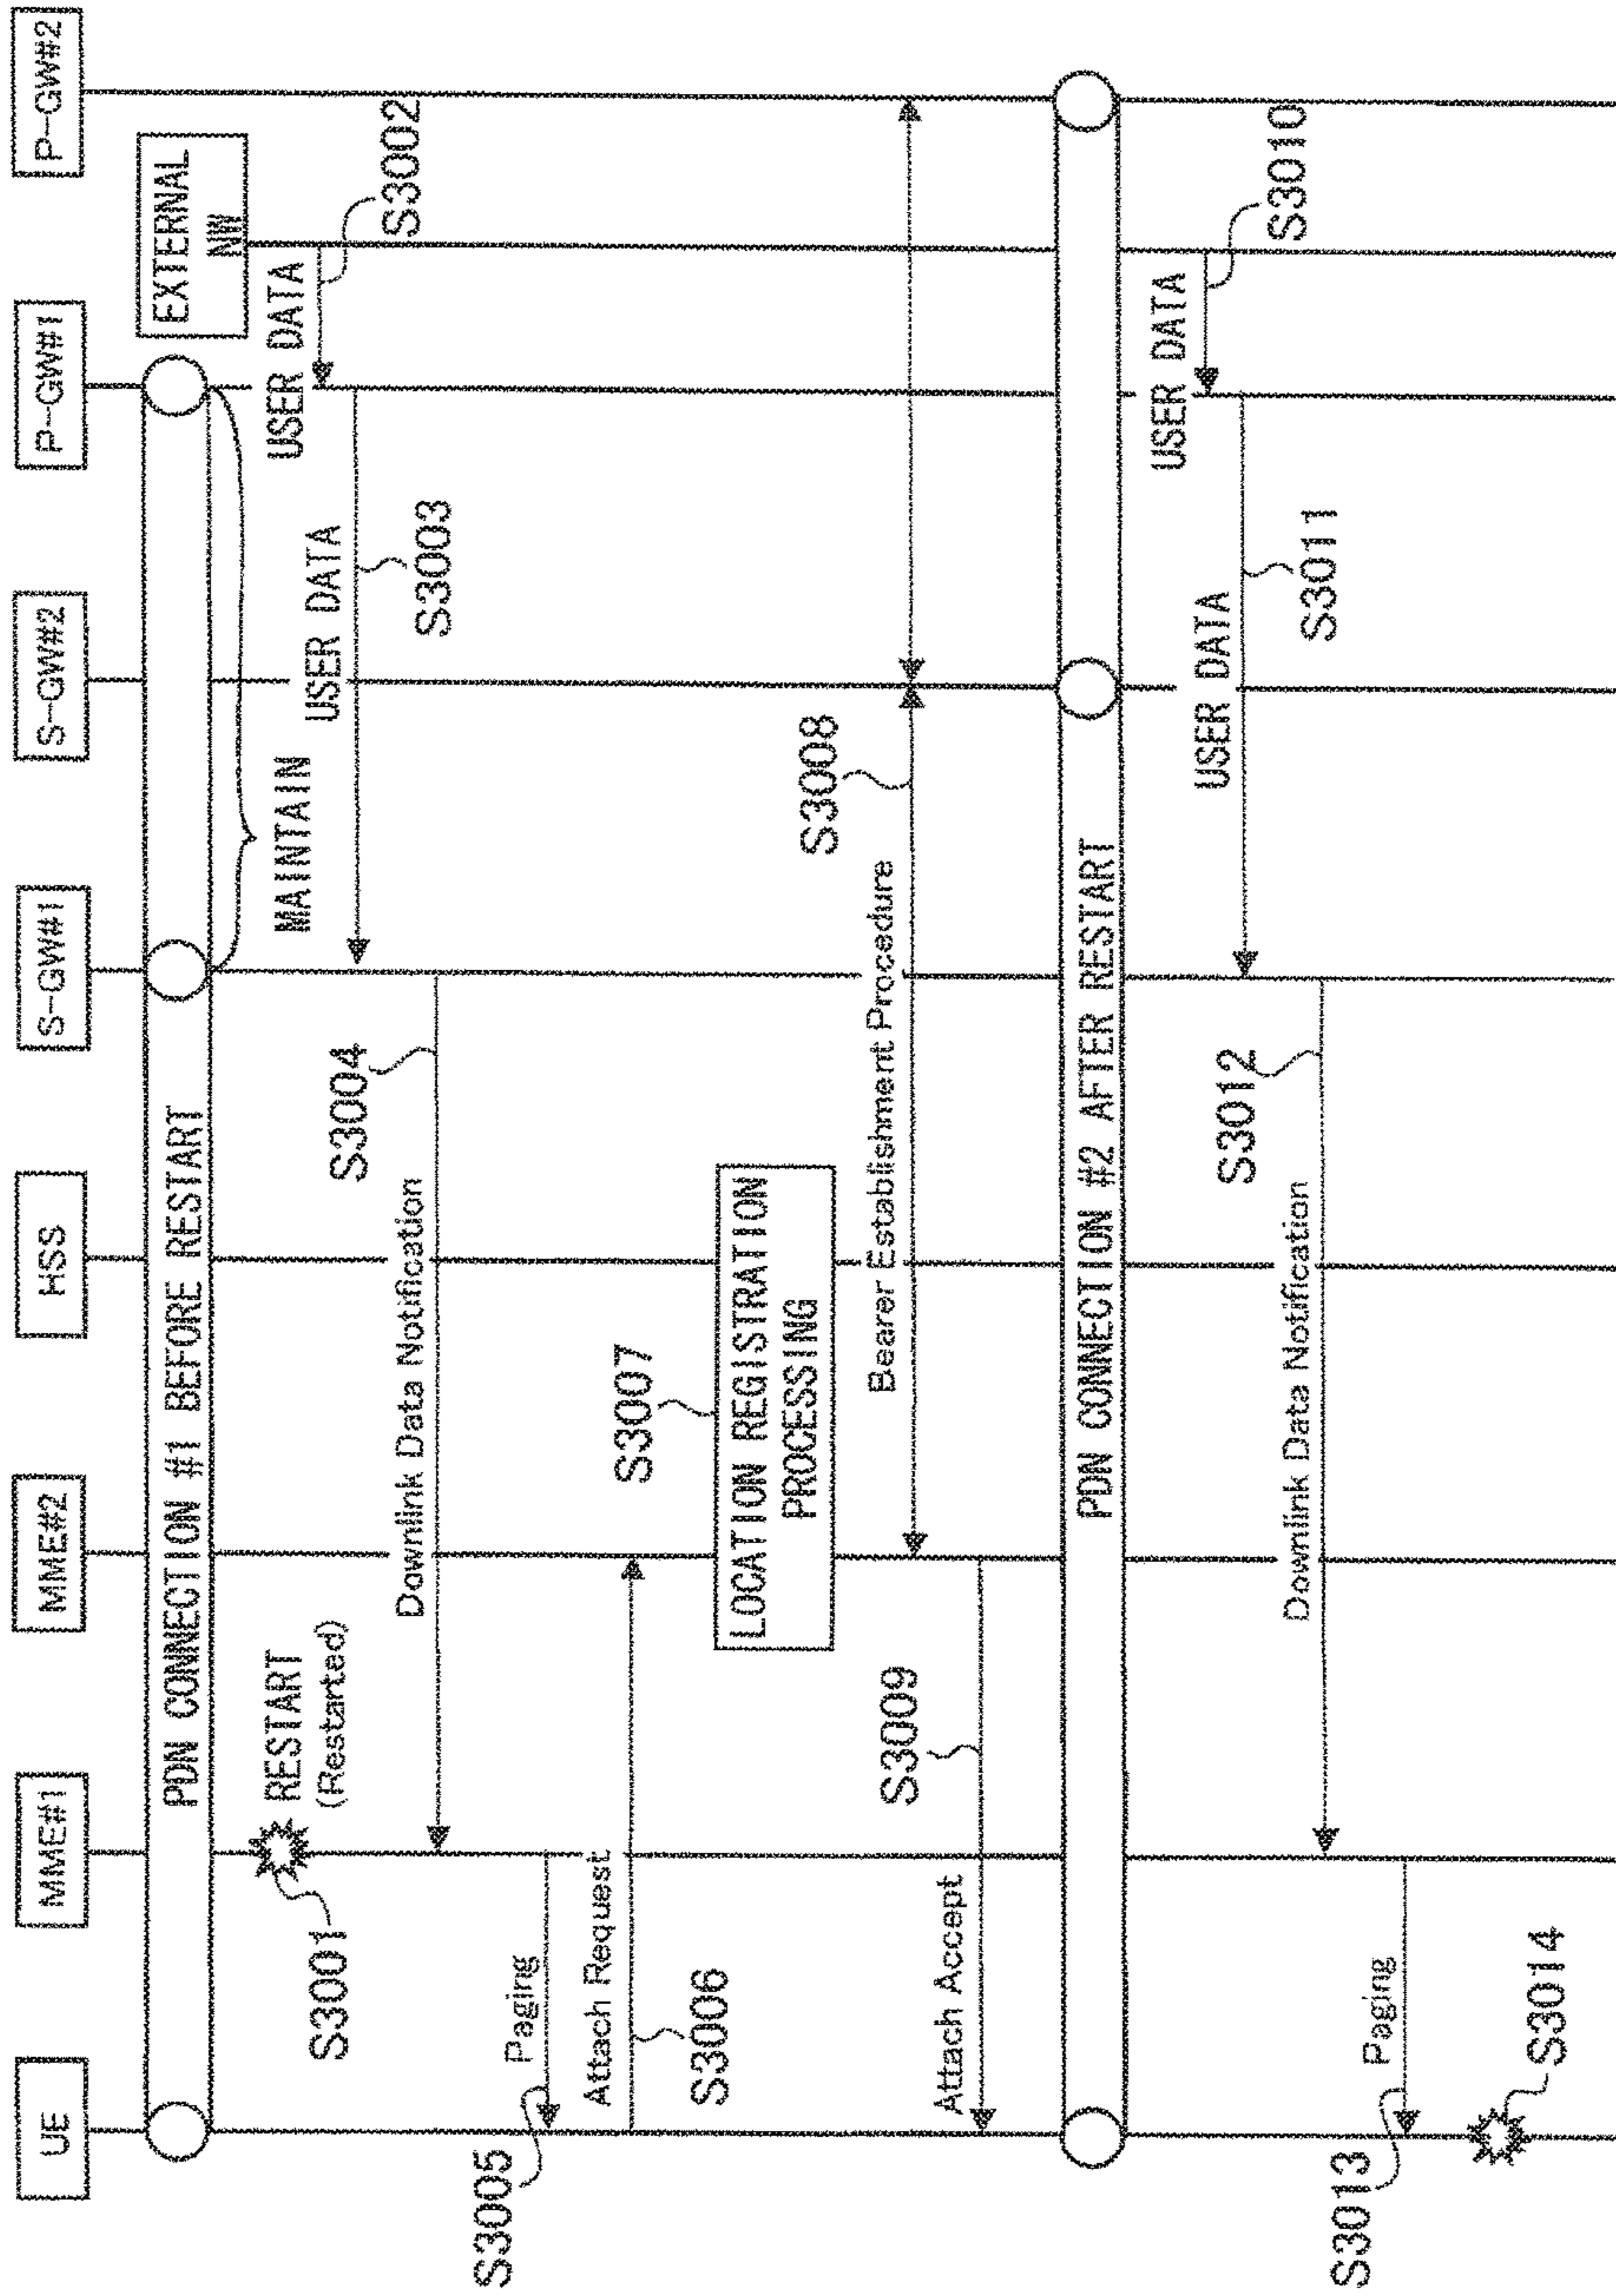 UE
MME#1
MME#2
HSS
S-GW#1
S-GW#2
P-GW#1
P-GW#2
EXTERNAL
NW
PDN CONNECTION #1 BEFORE RESTART
S3001
RESTART
(Restarted)
MAINTAIN
USER DATA
S3002
USER DATA
S3003
S3004
Downlink Data Notification
S3005
Paging
Attach Request
S3006
S3007
LOCATION REGISTRATION
PROCESSING
S3008
Bearer Establishment Procedure
S3009
Attach Accept
PDN CONNECTION #2 AFTER RESTART
USER DATA
S3010
USER DATA
S3011
S3012
Downlink Data Notification
S3013
Paging
S3014